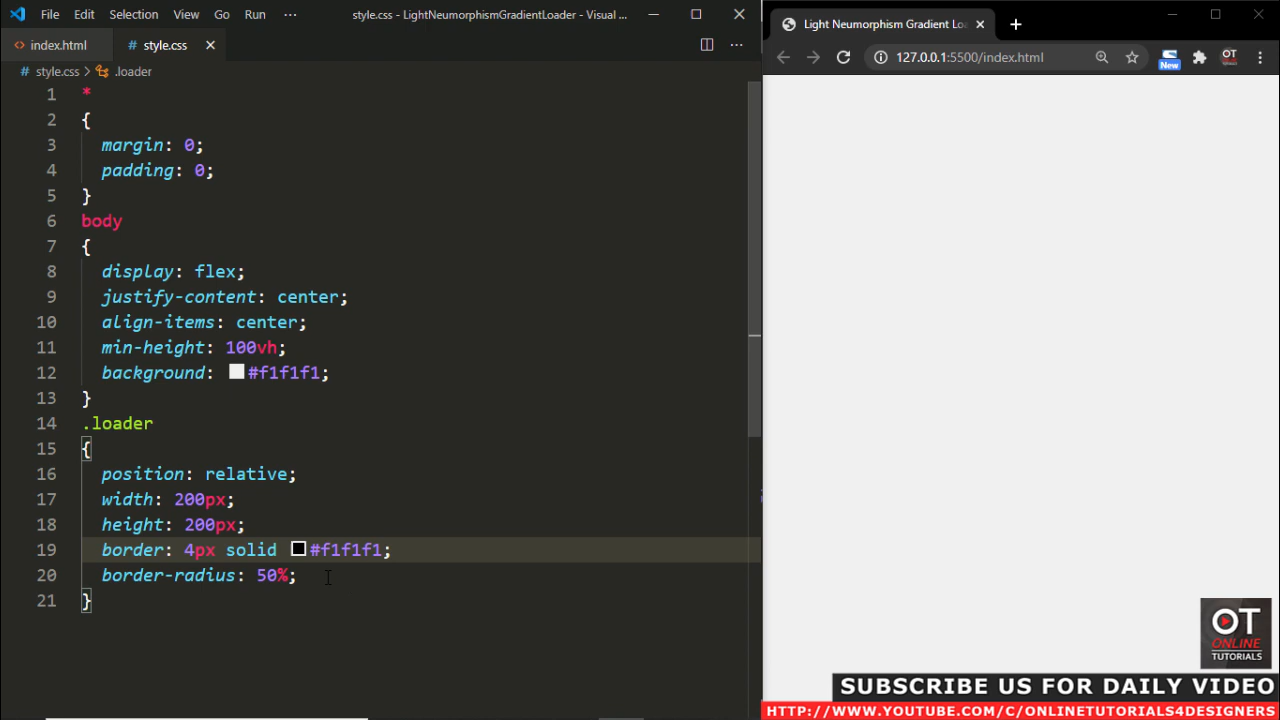 File Edit Selection View Go Run ··· style.css - LightNeumorphismGradientLoader - Visual ...
index.html style.css
style.css > .loader
1 *
2 {
3 margin: 0;
4 padding: 0;
5 }
6 body
7 {
8 display: flex;
9 justify-content: center;
10 align-items: center;
11 min-height: 100vh;
12 background: #f1f1f1;
13 }
14 .loader
15 {
16 position: relative;
17 width: 200px;
18 height: 200px;
19 border: 4px solid #f1f1f1;
20 border-radius: 50%;
21 }
Light Neumorphism Gradient Loa
127.0.0.1:5500/index.html
New
OT
OT
ONLINE
TUTORIALS
SUBSCRIBE US FOR DAILY VIDEO
HTTP://WWW.YOUTUBE.COM/C/ONLINETUTORIALS4DESIGNERS